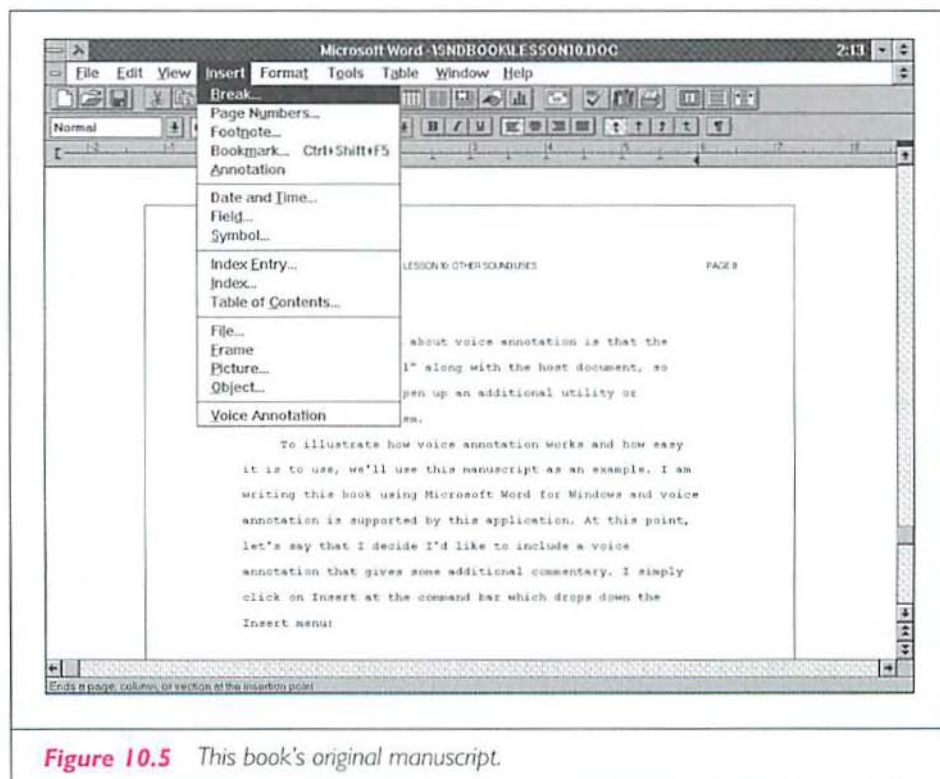 Microsoft Word - \SNDBOOK\LESSON10.DOC 2:13
File Edit View Insert Format Tools Table Window Help
Break...
Page Numbers...
Normal B I U
Footnote...
Bookmark... Ctrl+Shift+F5
Annotation
Date and Time...
Field...
Symbol...
Index Entry...
LESSON 10: OTHER SOUND USES PAGE 8
Index...
Table of Contents...
File...
about voice annotation is that the
Frame
Picture...
l" along with the host document, so
Object...
pen up an additional utility or
Voice Annotation
em.
To illustrate how voice annotation works and how easy
it is to use, we'll use this manuscript as an example. I am
writing this book using Microsoft Word for Windows and voice
annotation is supported by this application. At this point,
let's say that I decide I'd like to include a voice
annotation that gives some additional commentary. I simply
click on Insert at the command bar which drops down the
Insert menu:
Ends a page, column, or section at the insertion point
Figure 10.5 This book's original manuscript.